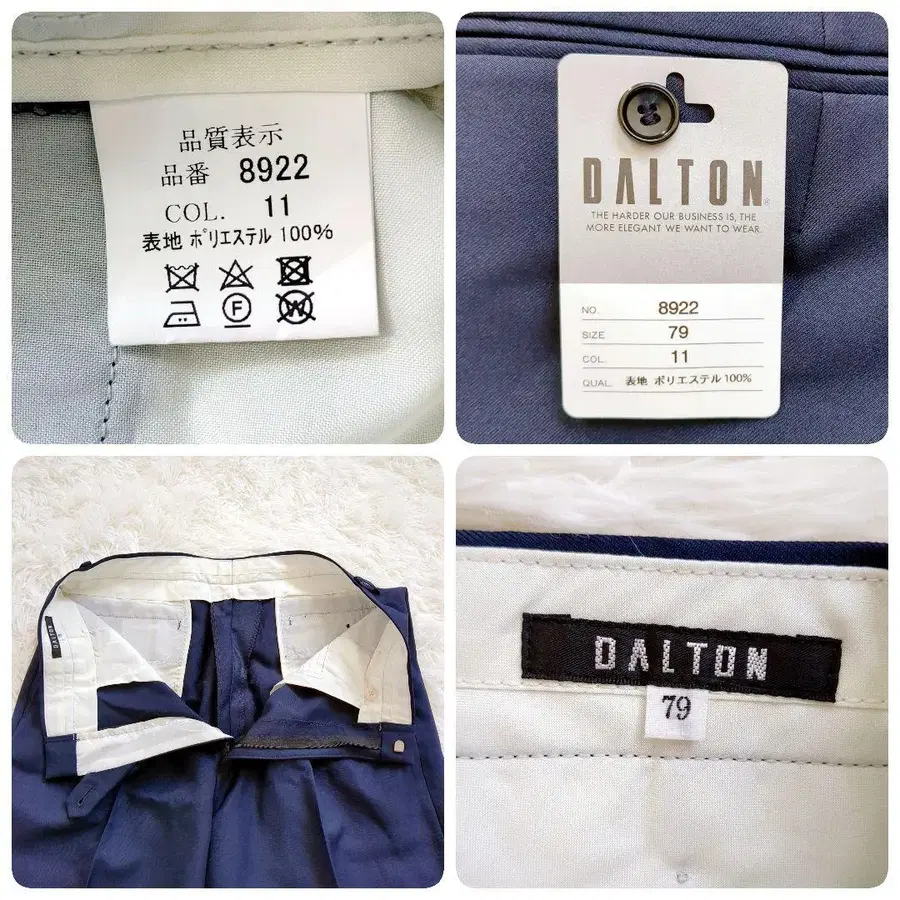 品質表示
品番 8922
COL. 11
表地 ポリエステル 100%
F
W
DALTON®
THE HARDER OUR BUSINESS IS, THE
MORE ELEGANT WE WANT TO WEAR.
NO. 8922
SIZE 79
COL. 11
QUAL. 表地 ポリエステル 100%
DALTON
DALTON
79